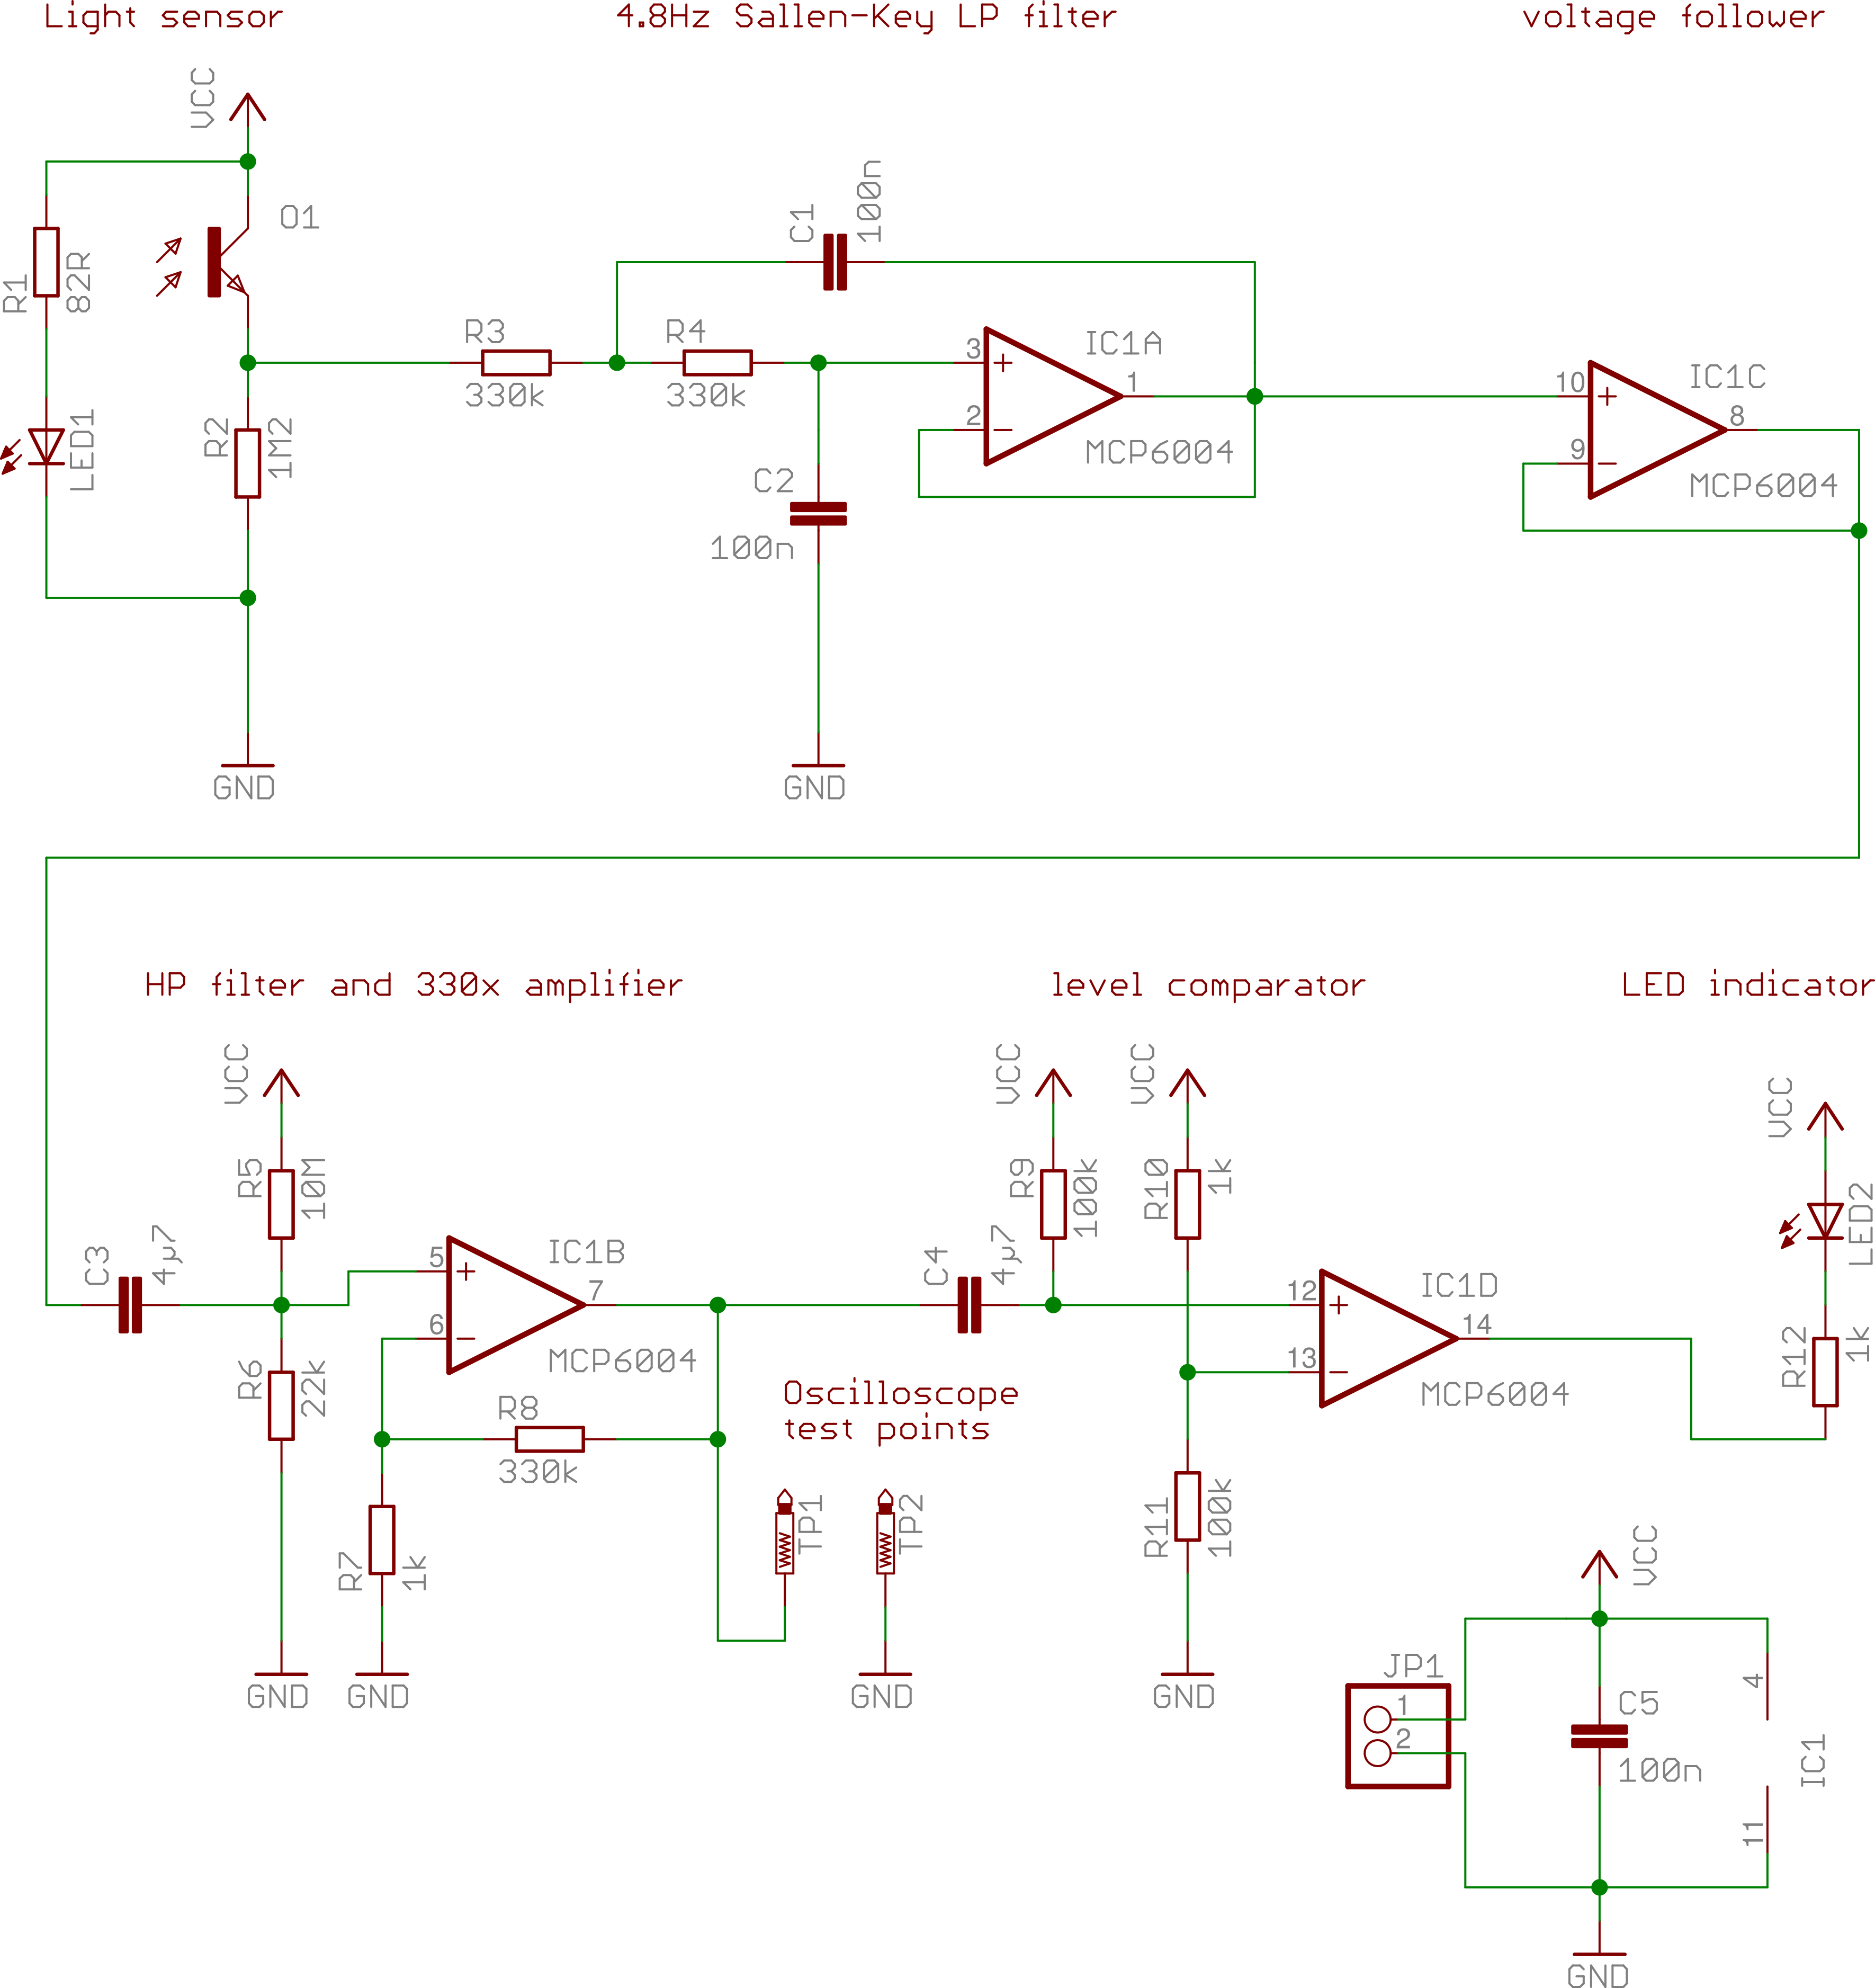 Light sensor
4.8Hz Sallen-Key LP filter
voltage follower
VCC
R1
82R
O1
LED1
R2
1M2
GND
R3
330k
R4
330k
C1
100n
C2
100n
GND
3
2
1
IC1A
MCP6004
10
9
8
IC1C
MCP6004
HP filter and 330x amplifier
level comparator
LED indicator
VCC
R5
10M
C3
4µ7
R6
22k
GND
5
6
7
IC1B
MCP6004
R8
330k
R7
1k
GND
Oscilloscope
test points
TP1
TP2
GND
C4
4µ7
VCC
R9
100k
VCC
R10
1k
R11
100k
GND
12
13
14
IC1D
MCP6004
VCC
LED2
R12
1k
VCC
JP1
1
2
C5
100n
4
11
IC1
GND